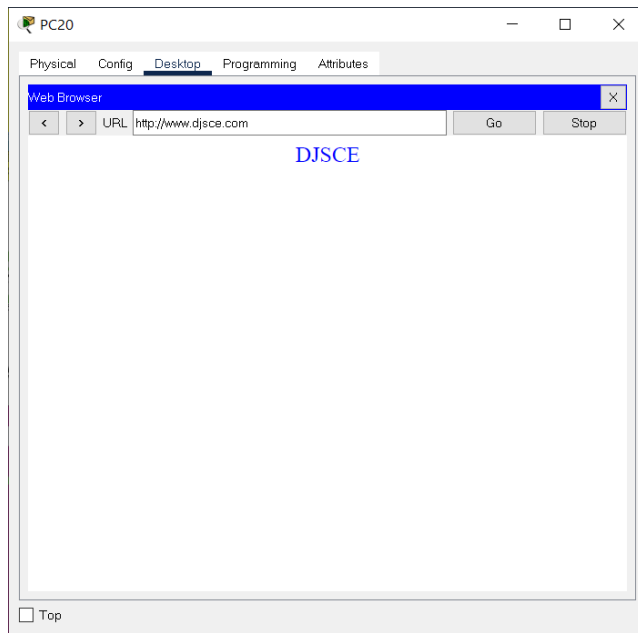 PC20
Physical Config Desktop Programming Attributes
Web Browser X
< > URL http://www.djsce.com Go Stop
DJSCE
Top